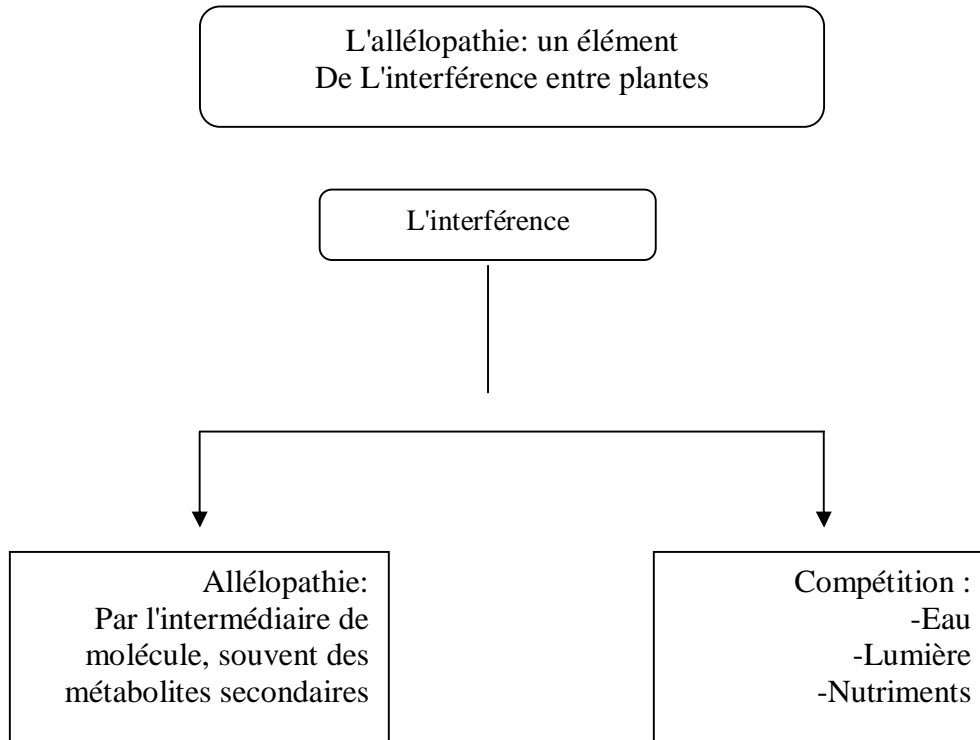 L'allélopathie: un élément
De L'interférence entre plantes
L'interférence
Allélopathie:
Par l'intermédiaire de
molécule, souvent des
métabolites secondaires
Compétition :
-Eau
-Lumière
-Nutriments